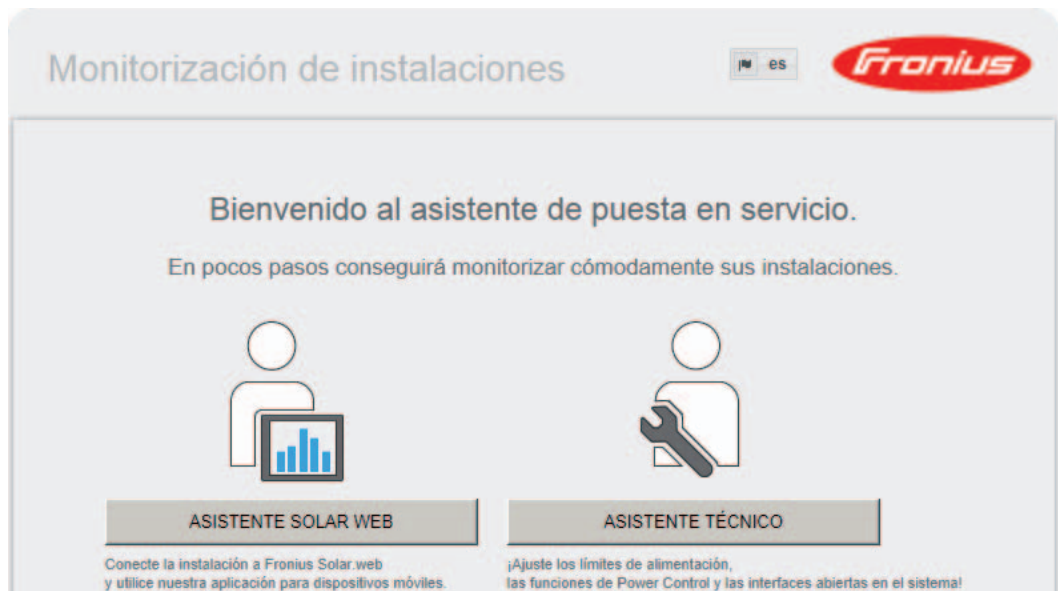 Monitorización de instalaciones
es
Fronius
Bienvenido al asistente de puesta en servicio.
En pocos pasos conseguirá monitorizar cómodamente sus instalaciones.
ASISTENTE SOLAR WEB
Conecte la instalación a Fronius Solar.web
y utilice nuestra aplicación para dispositivos móviles.
ASISTENTE TÉCNICO
¡Ajuste los límites de alimentación,
las funciones de Power Control y las interfaces abiertas en el sistema!